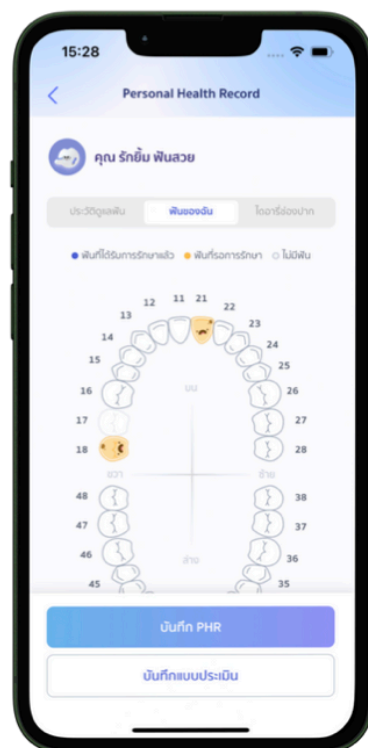 15:28
Personal Health Record
คุณ รักยิ้ม ฟันสวย
ประวัติดูแลฟัน ฟันของฉัน ไดอารี่ช่องปาก
ฟันที่ได้รับการรักษาแล้ว ฟันที่รอการรักษา ไม่มีฟัน
12 11 21 22
13 23
14 24
15 25
16 บน 26
17 27
18 28
ขวา ซ้าย
48 38
47 37
46 ล่าง 36
45 35
บันทึก PHR
บันทึกแบบประเมิน